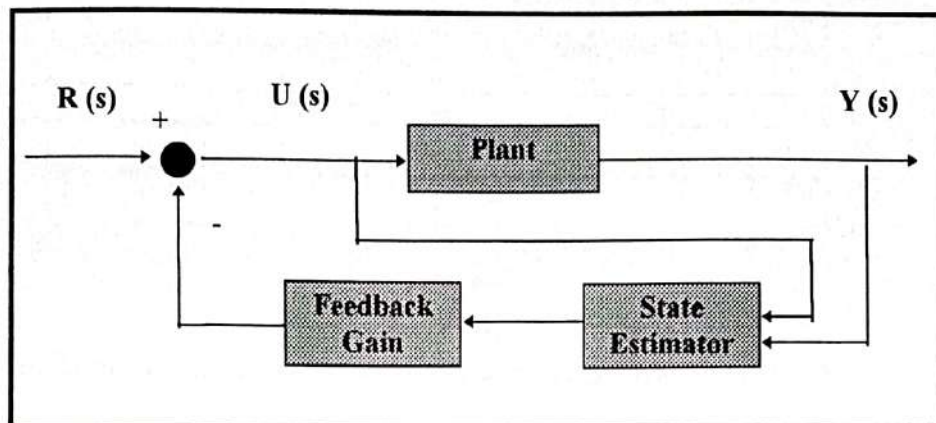 R (s)
+
U (s)
Y (s)
Plant
-
Feedback
Gain
State
Estimator